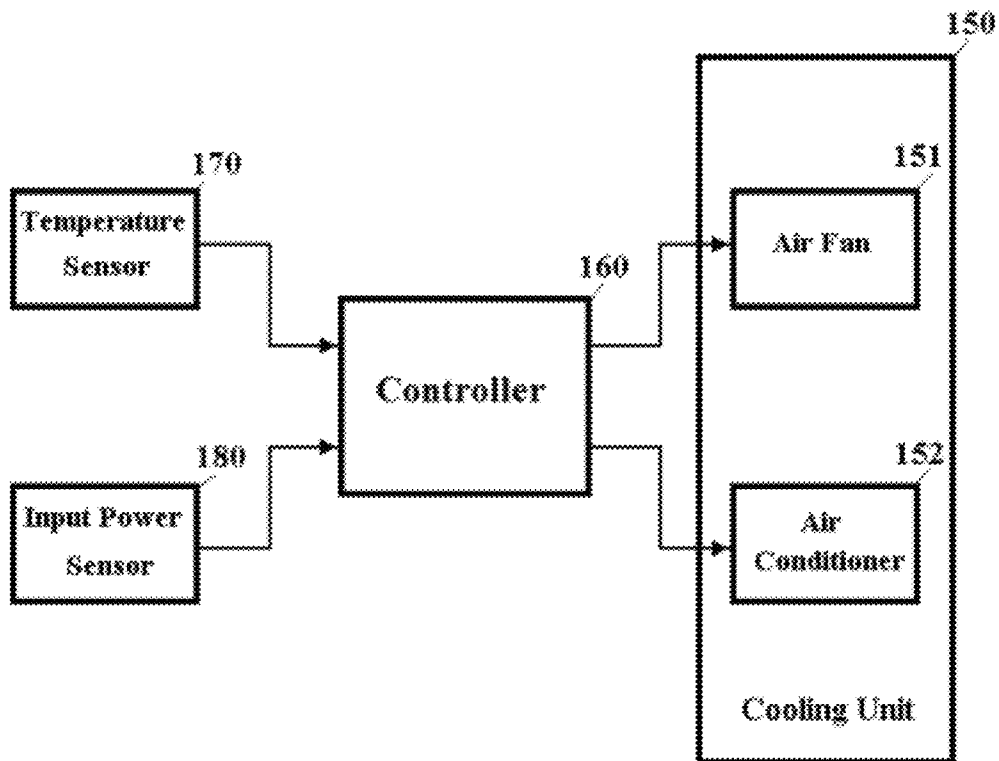 150
170
151
Temperature
Sensor
Air Fan
160
Controller
180
152
Input Power
Sensor
Air
Conditioner
Cooling Unit